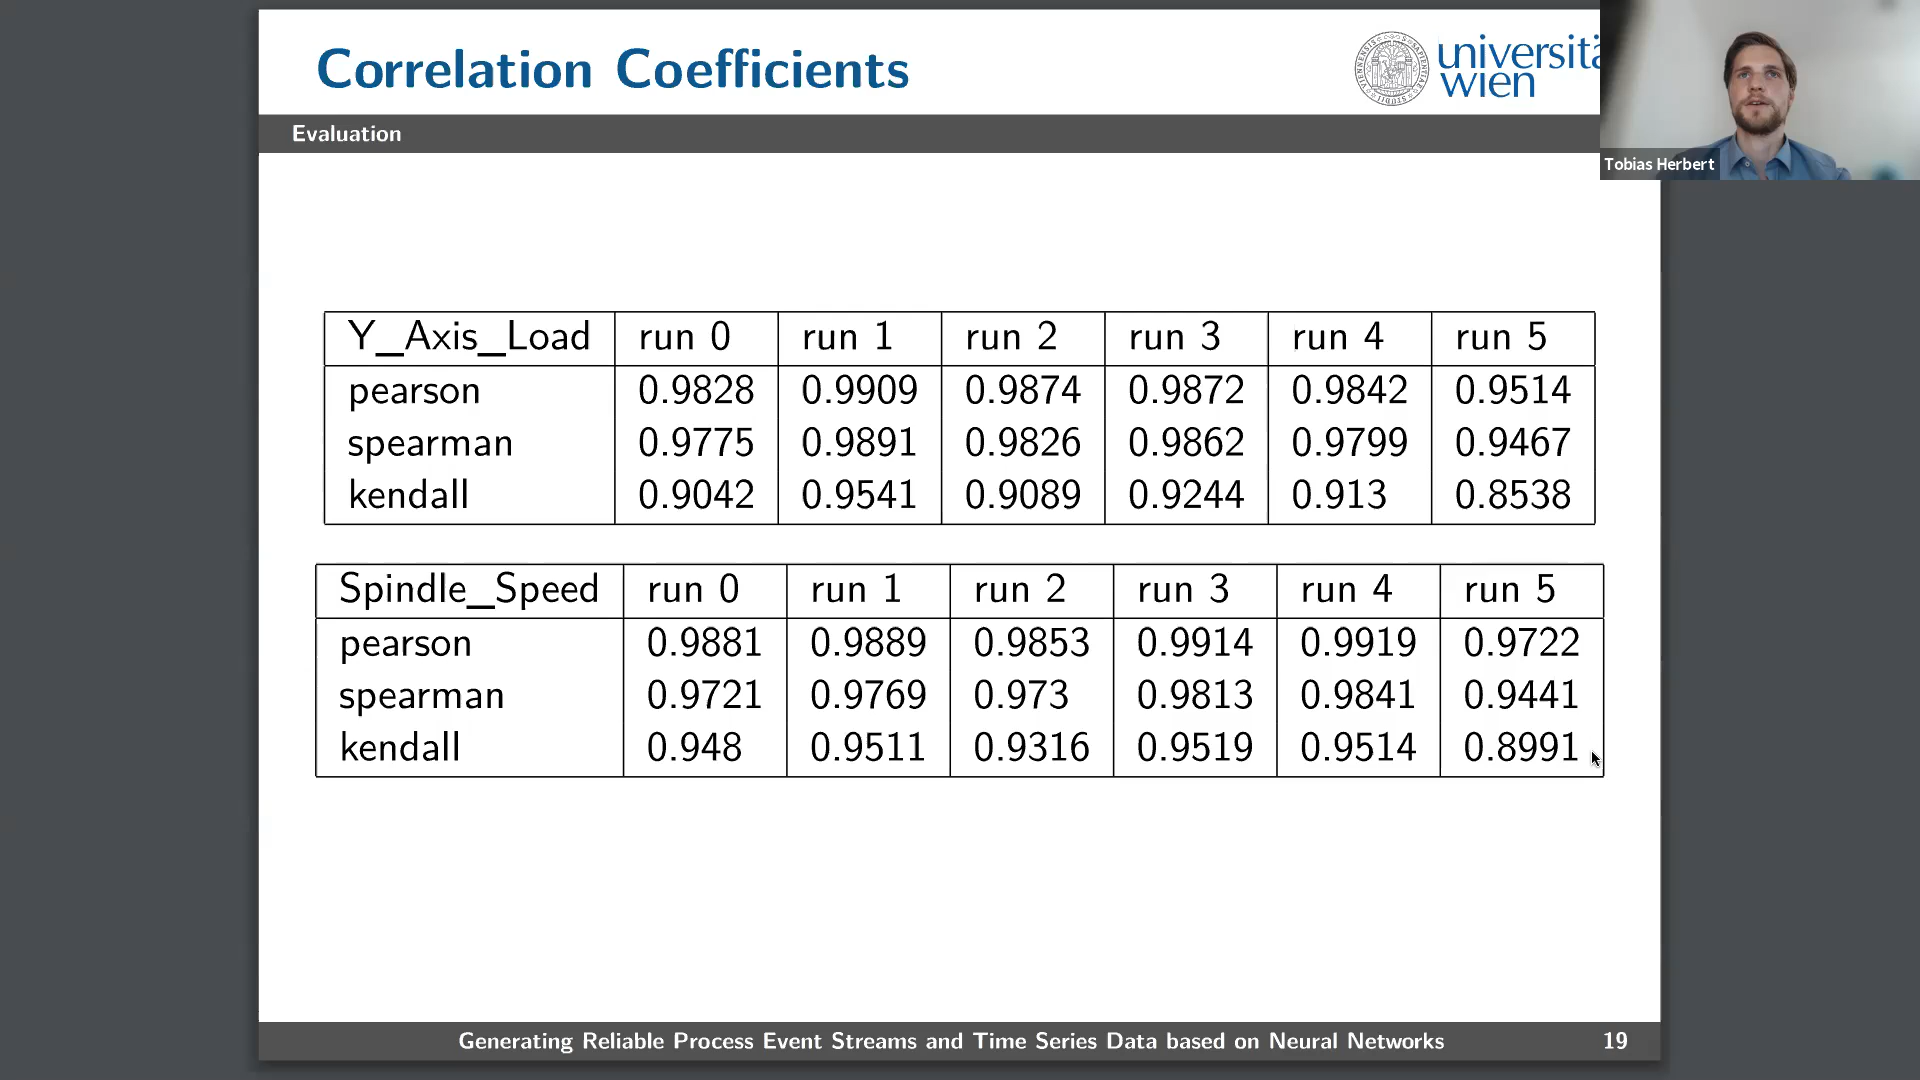 Correlation Coefficients
universitä
wien
Evaluation
Tobias Herbert
Y_Axis_Load run 0 run 1 run 2 run 3 run 4 run 5
pearson 0.9828 0.9909 0.9874 0.9872 0.9842 0.9514
spearman 0.9775 0.9891 0.9826 0.9862 0.9799 0.9467
kendall 0.9042 0.9541 0.9089 0.9244 0.913 0.8538
Spindle_Speed run 0 run 1 run 2 run 3 run 4 run 5
pearson 0.9881 0.9889 0.9853 0.9914 0.9919 0.9722
spearman 0.9721 0.9769 0.973 0.9813 0.9841 0.9441
kendall 0.948 0.9511 0.9316 0.9519 0.9514 0.8991
Generating Reliable Process Event Streams and Time Series Data based on Neural Networks 19